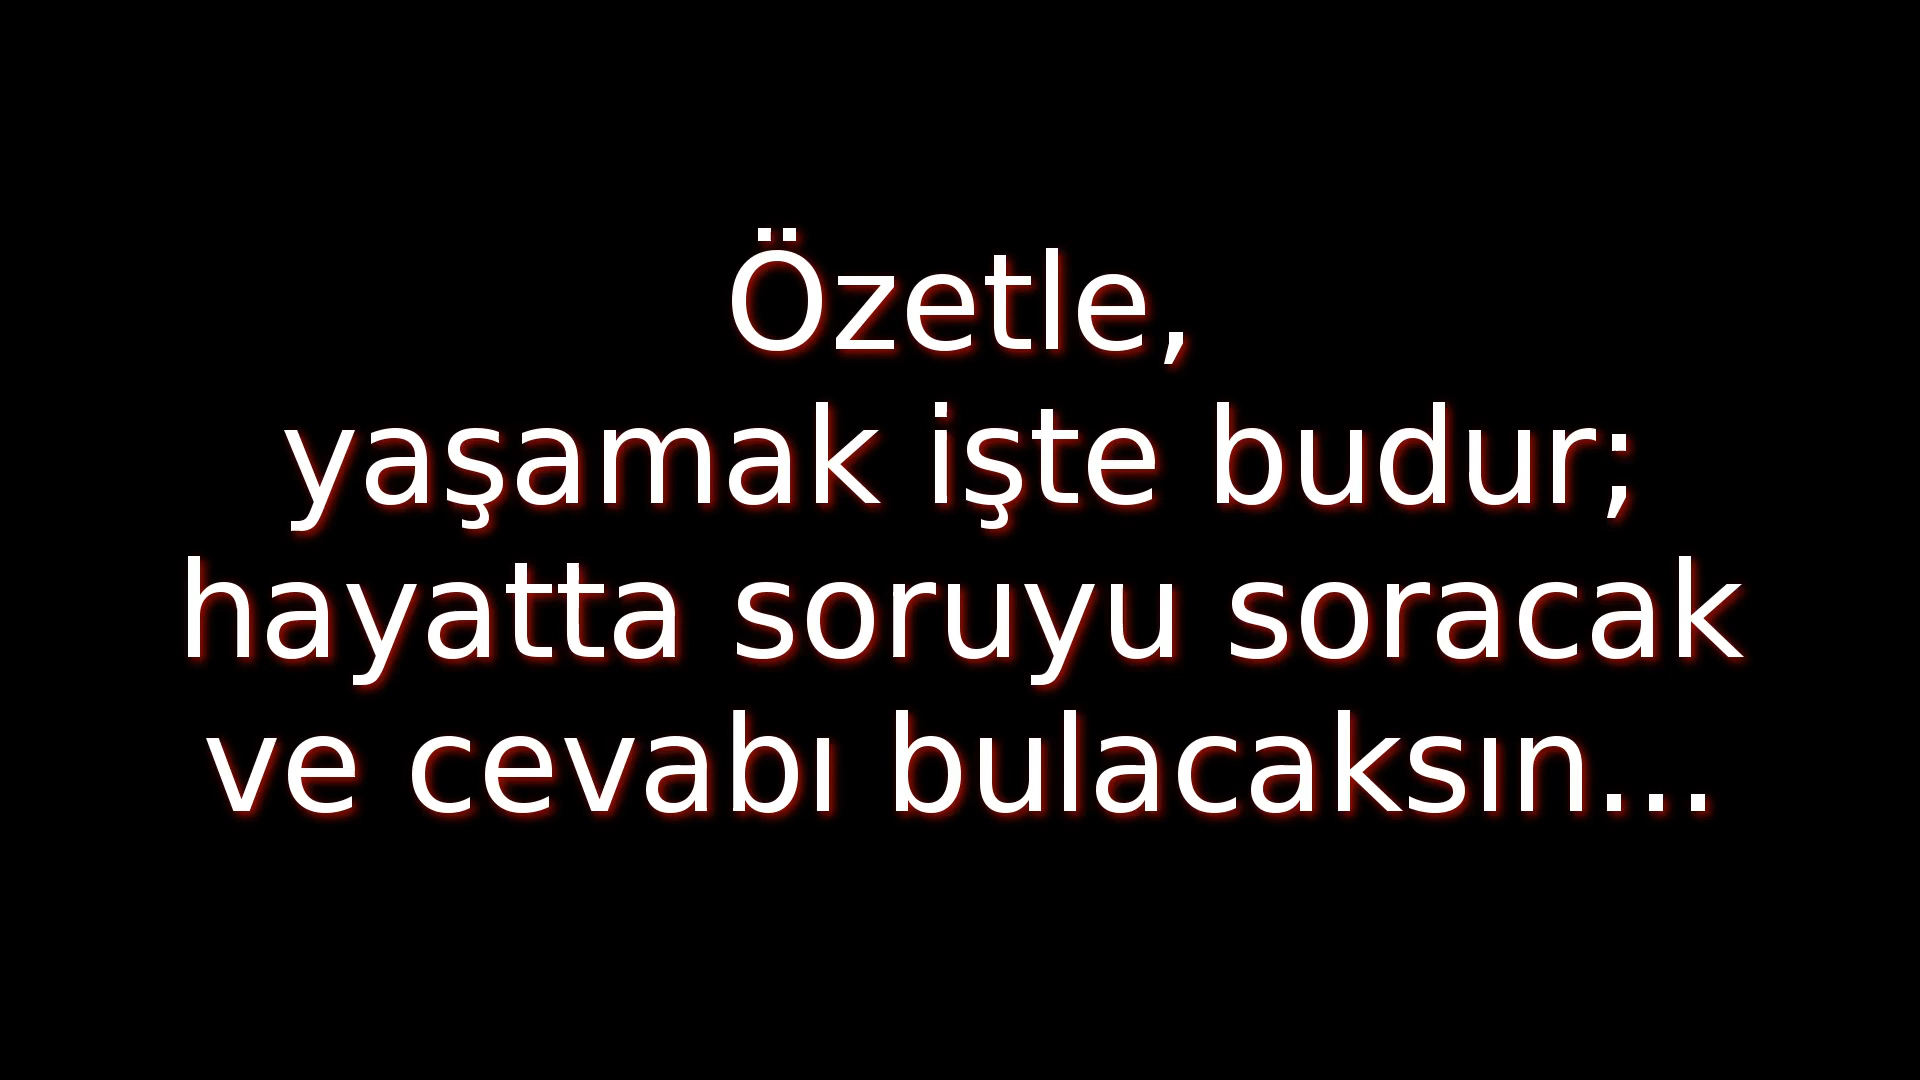 Özetle,
yaşamak işte budur;
hayatta soruyu soracak
ve cevabı bulacaksın...